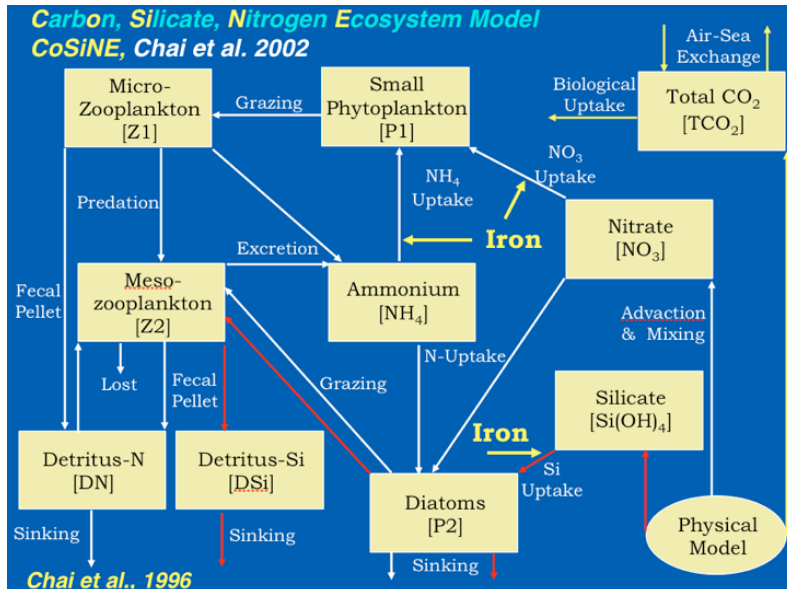 Carbon, Silicate, Nitrogen Ecosystem Model
CoSiNE, Chai et al. 2002
Air-Sea
Exchange
Micro-
Zooplankton
[Z1]
Grazing
Small
Phytoplankton
[P1]
Biological
Uptake
Total CO₂
[TCO₂]
NO₃
Uptake
NH₄
Uptake
Predation
Iron
Nitrate
[NO₃]
Excretion
Fecal
Pellet
Meso-
zooplankton
[Z2]
Ammonium
[NH₄]
Advaction
& Mixing
Lost
Fecal
Pellet
Grazing
N-Uptake
Silicate
[Si(OH)₄]
Iron
Detritus-N
[DN]
Detritus-Si
[DSi]
Si
Uptake
Diatoms
[P2]
Physical
Model
Sinking
Sinking
Sinking
Chai et al., 1996